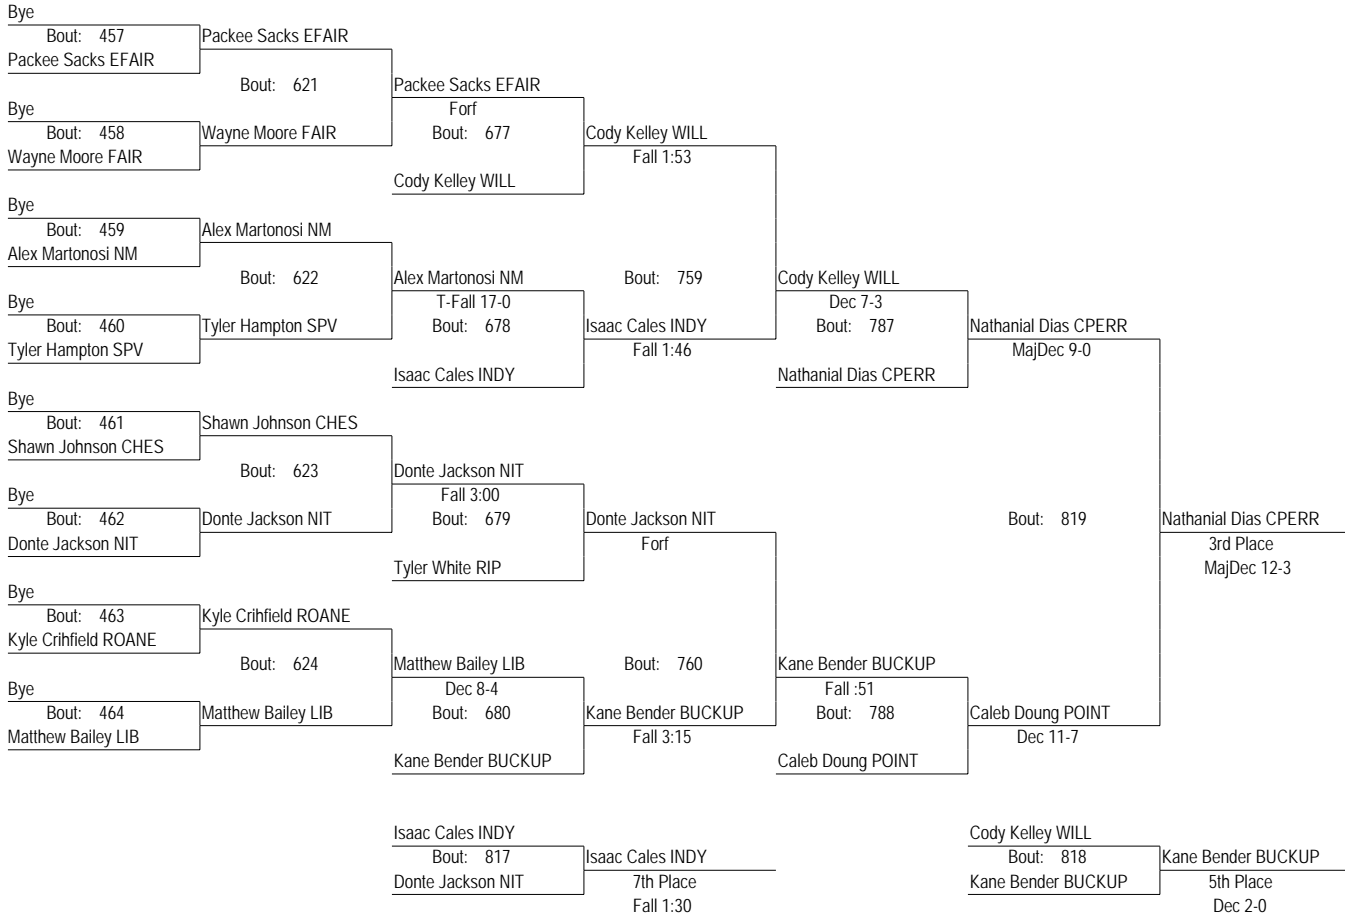 Bye
Bout: 457 Packee Sacks EFAIR
Packee Sacks EFAIR
Bout: 621 Packee Sacks EFAIR
Bye Forf
Bout: 458 Wayne Moore FAIR Bout: 677 Cody Kelley WILL
Wayne Moore FAIR Fall 1:53
Cody Kelley WILL
Bye
Bout: 459 Alex Martonosi NM
Alex Martonosi NM
Bout: 622 Alex Martonosi NM Bout: 759 Cody Kelley WILL
Bye T-Fall 17-0 Dec 7-3
Bout: 460 Tyler Hampton SPV Bout: 678 Isaac Cales INDY Bout: 787 Nathanial Dias CPERR
Tyler Hampton SPV Fall 1:46 MajDec 9-0
Isaac Cales INDY Nathanial Dias CPERR
Bye
Bout: 461 Shawn Johnson CHES
Shawn Johnson CHES
Bout: 623 Donte Jackson NIT
Bye Fall 3:00
Bout: 462 Donte Jackson NIT Bout: 679 Donte Jackson NIT Bout: 819 Nathanial Dias CPERR
Donte Jackson NIT Forf 3rd Place
Tyler White RIP MajDec 12-3
Bye
Bout: 463 Kyle Crihfield ROANE
Kyle Crihfield ROANE
Bout: 624 Matthew Bailey LIB Bout: 760 Kane Bender BUCKUP
Bye Dec 8-4 Fall :51
Bout: 464 Matthew Bailey LIB Bout: 680 Kane Bender BUCKUP Bout: 788 Caleb Doung POINT
Matthew Bailey LIB Fall 3:15 Dec 11-7
Kane Bender BUCKUP Caleb Doung POINT
Isaac Cales INDY Cody Kelley WILL
Bout: 817 Isaac Cales INDY Bout: 818 Kane Bender BUCKUP
Donte Jackson NIT 7th Place Kane Bender BUCKUP 5th Place
Fall 1:30 Dec 2-0